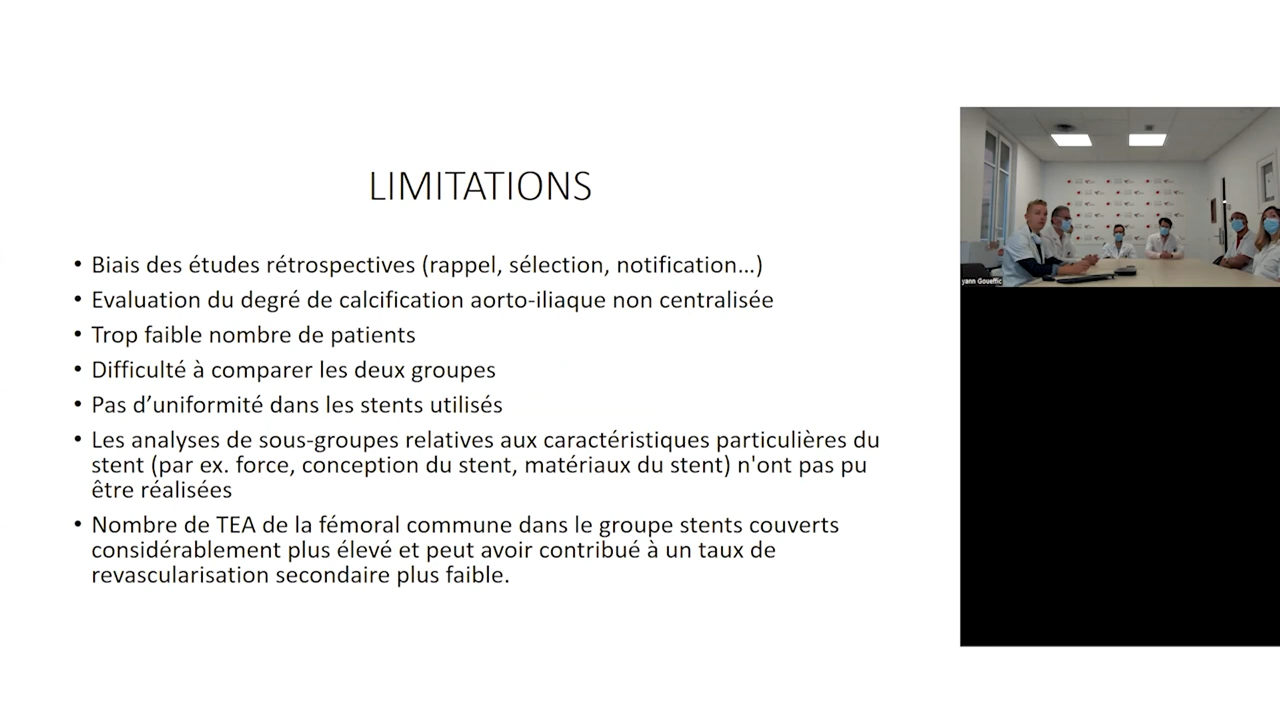 LIMITATIONS
• Biais des études rétrospectives (rappel, sélection, notification…)
• Evaluation du degré de calcification aorto-iliaque non centralisée
• Trop faible nombre de patients
• Difficulté à comparer les deux groupes
• Pas d’uniformité dans les stents utilisés
• Les analyses de sous-groupes relatives aux caractéristiques particulières du
stent (par ex. force, conception du stent, matériaux du stent) n'ont pas pu
être réalisées
• Nombre de TEA de la fémoral commune dans le groupe stents couverts
considérablement plus élevé et peut avoir contribué à un taux de
revascularisation secondaire plus faible.
yann Goueffic